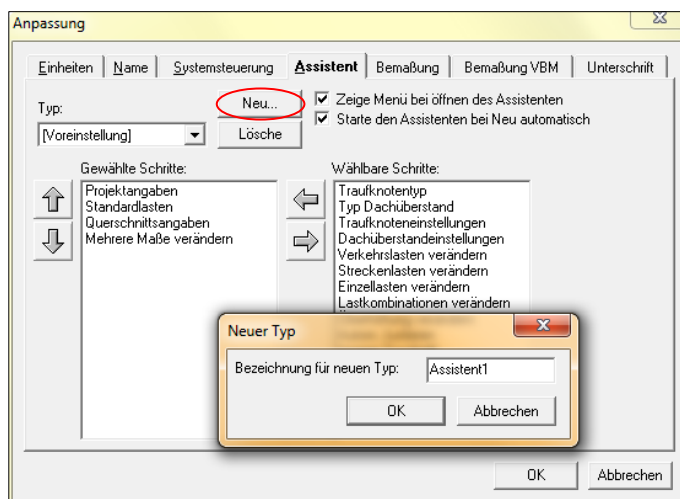 Anpassung
Einheiten Name Systemsteuerung Assistent Bemaßung Bemaßung VBM Unterschrift
Typ:
[Voreinstellung]
Neu...
Lösche
Zeige Menü bei öffnen des Assistenten
Starte den Assistenten bei Neu automatisch
Gewählte Schritte:
Projektangaben
Standardlasten
Querschnittsangaben
Mehrere Maße verändern
Wählbare Schritte:
Traufknotentyp
Typ Dachüberstand
Traufknoteneinstellungen
Dachüberstandeinstellungen
Verkehrslasten verändern
Streckenlasten verändern
Einzellasten verändern
Lastkombinationen verändern
Neuer Typ
Bezeichnung für neuen Typ: Assistent1
OK Abbrechen
OK Abbrechen